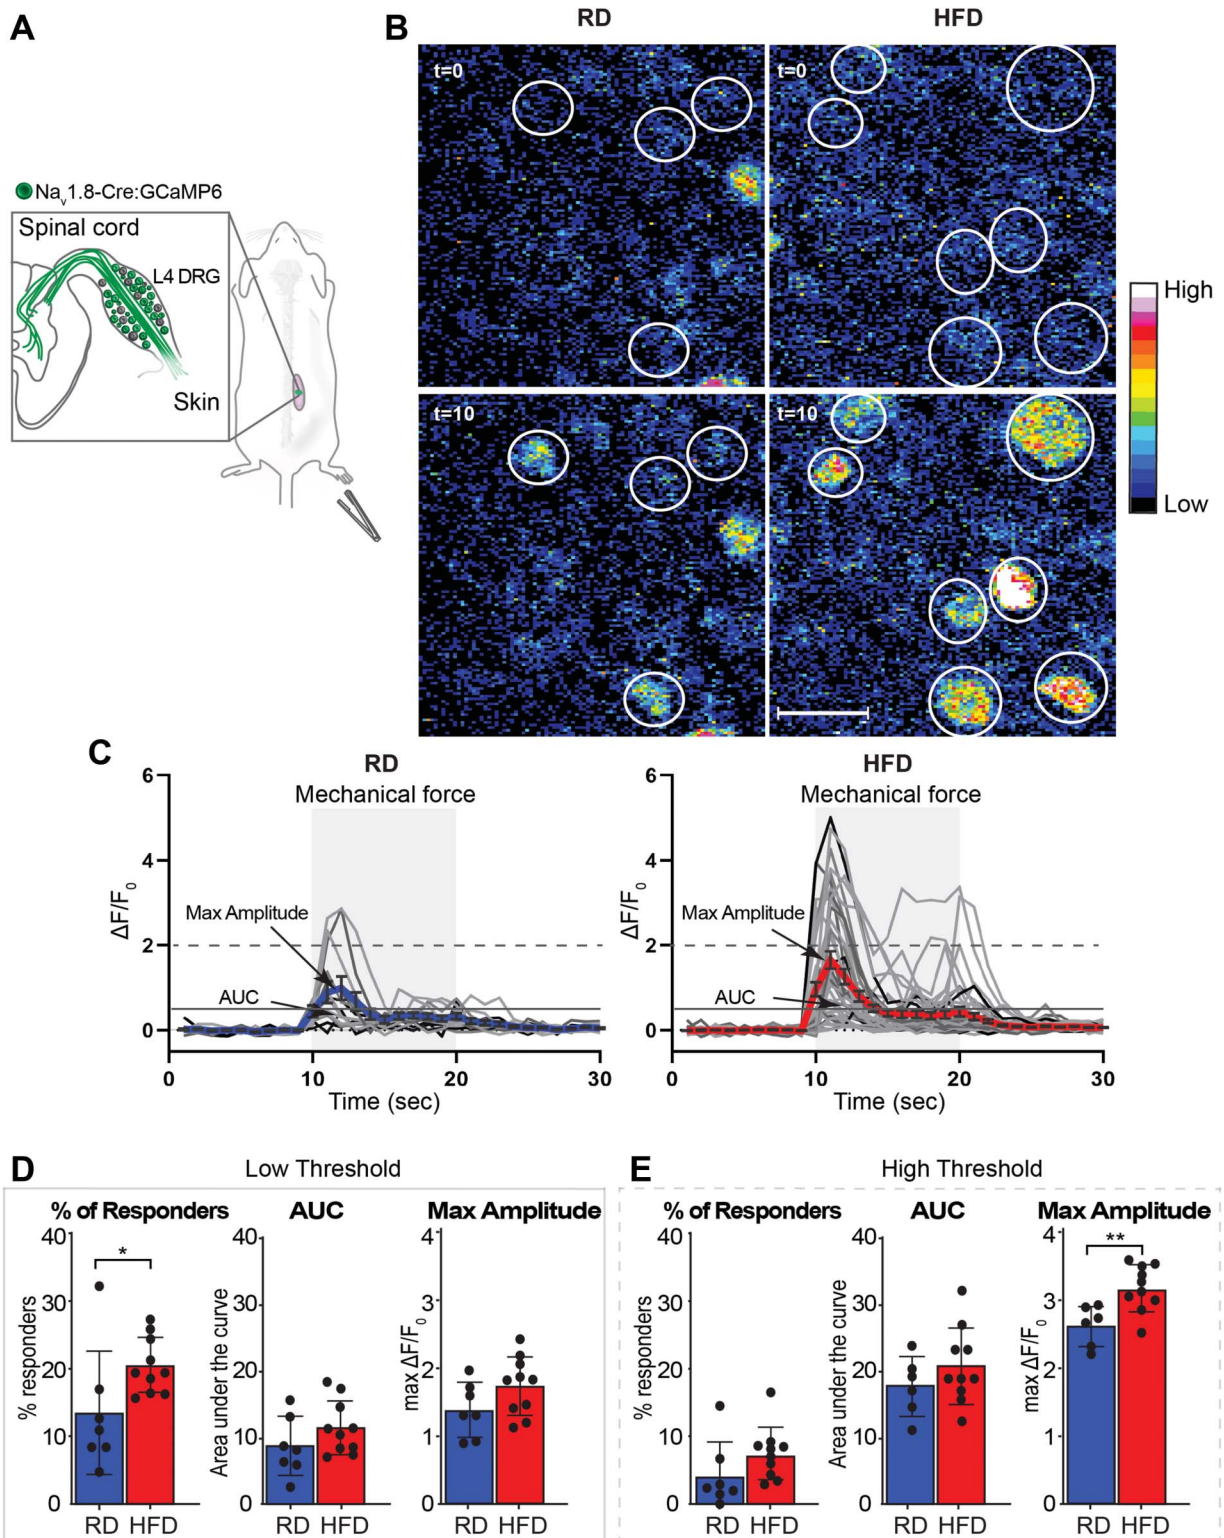 A
Na_v1.8-Cre:GCaMP6
Spinal cord
L4 DRG
Skin
B
RD
HFD
t=0
t=0
t=10
t=10
High
Low
C
RD
Mechanical force
ΔF/F_0
6
4
2
0
Max Amplitude
AUC
0
10
20
30
Time (sec)
HFD
Mechanical force
ΔF/F_0
6
4
2
0
Max Amplitude
AUC
0
10
20
30
Time (sec)
D
Low Threshold
% of Responders
% responders
40
30
20
10
0
*
RD
HFD
AUC
Area under the curve
40
30
20
10
0
RD
HFD
Max Amplitude
max ΔF/F_0
4
3
2
1
0
RD
HFD
E
High Threshold
% of Responders
% responders
40
30
20
10
0
RD
HFD
AUC
Area under the curve
40
30
20
10
0
RD
HFD
Max Amplitude
max ΔF/F_0
4
3
2
1
0
**
RD
HFD